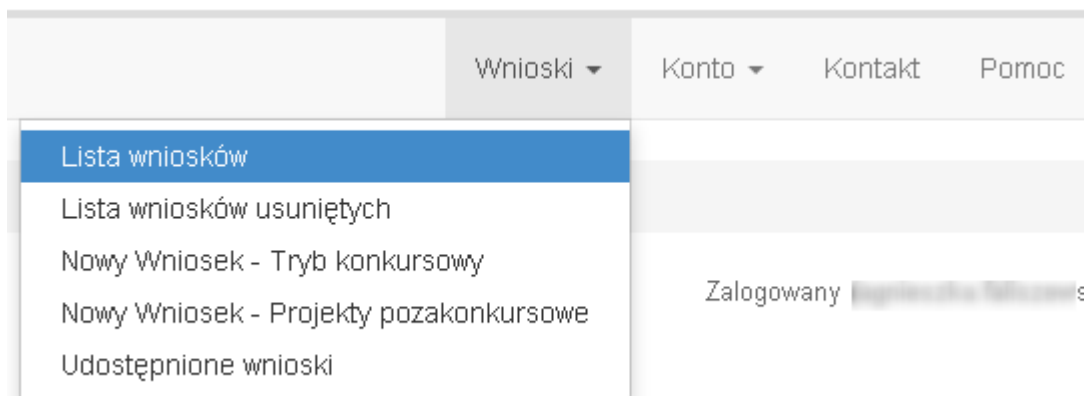 Wnioski Konto Kontakt Pomoc
Lista wniosków
Lista wniosków usuniętych
Nowy Wniosek - Tryb konkursowy
Nowy Wniosek - Projekty pozakonkursowe
Zalogowany
Udostępnione wnioski